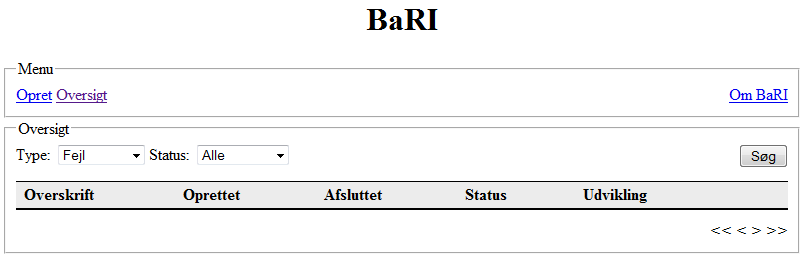 BaRI
Menu
Opret Oversigt Om BaRI
Oversigt
Type: Fejl Status: Alle Søg
Overskrift Oprettet Afsluttet Status Udvikling
<< < > >>